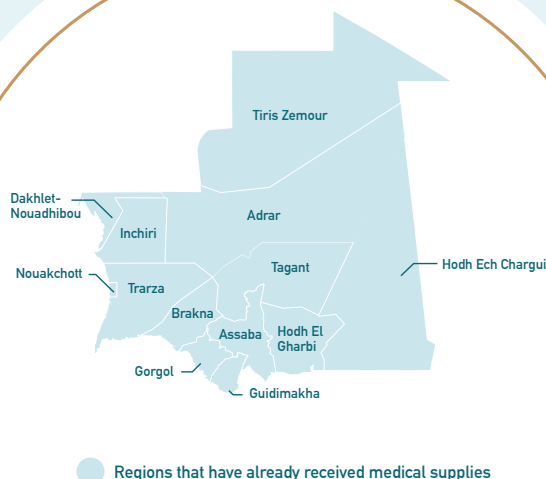 Tiris Zemour
Dakhlet-
Nouadhibou
Adrar
Inchiri
Hodh Ech Chargui
Tagant
Nouakchott
Trarza
Brakna
Assaba
Hodh El
Gharbi
Gorgol
Guidimakha
Regions that have already received medical supplies